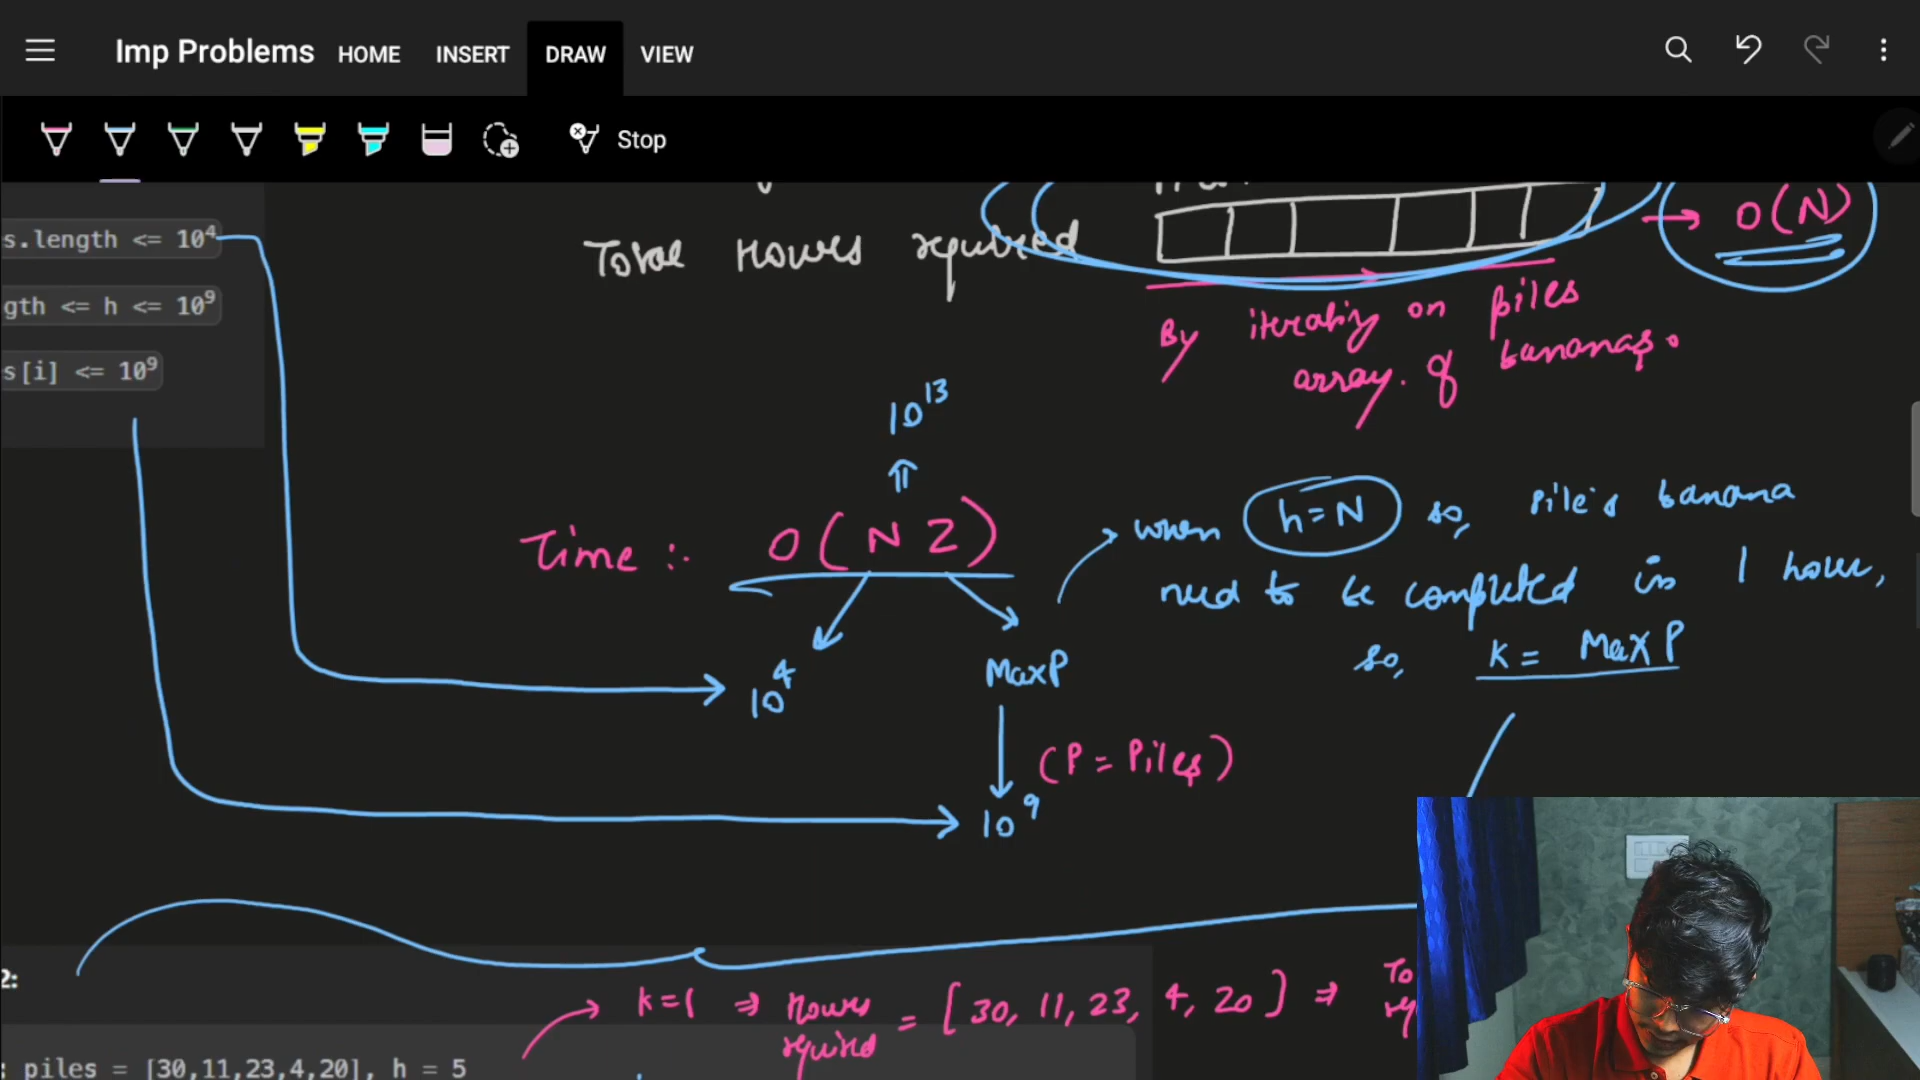 Imp Problems HOME INSERT DRAW VIEW
Stop
s.length <= 10⁴
gth <= h <= 10⁹
s[i] <= 10⁹
Total Hours required
→ O(N)
By iterating on piles
array. of bananas.
10¹³
⇑
Time :- O(NZ)
10⁴
MaxP
(P = Piles)
10⁹
when h=N so, Pile's banana
need to be completed in 1 hour,
so, k = MaxP
2:
k=1 ⇒ Hours required = [30, 11, 23, 4, 20] ⇒ To
: piles = [30,11,23,4,20], h = 5